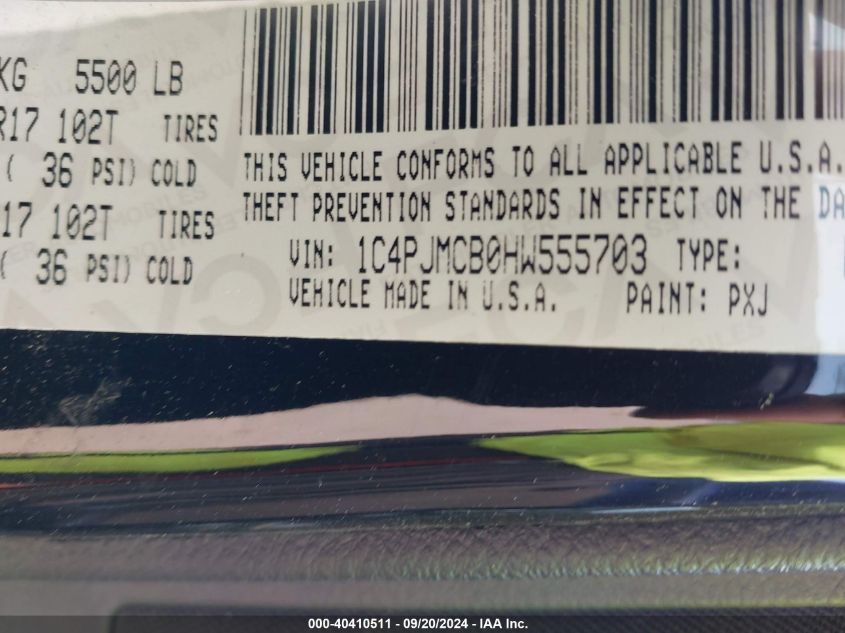 KG 5500 LB
R17 102T TIRES
( 36 PSI) COLD
17 102T TIRES
( 36 PSI) COLD
THIS VEHICLE CONFORMS TO ALL APPLICABLE U.S.A.
THEFT PREVENTION STANDARDS IN EFFECT ON THE DA
VIN: 1C4PJMCB0HW555703 TYPE:
VEHICLE MADE IN U.S.A. PAINT: PXJ
000-40410511 - 09/20/2024 - IAA Inc.